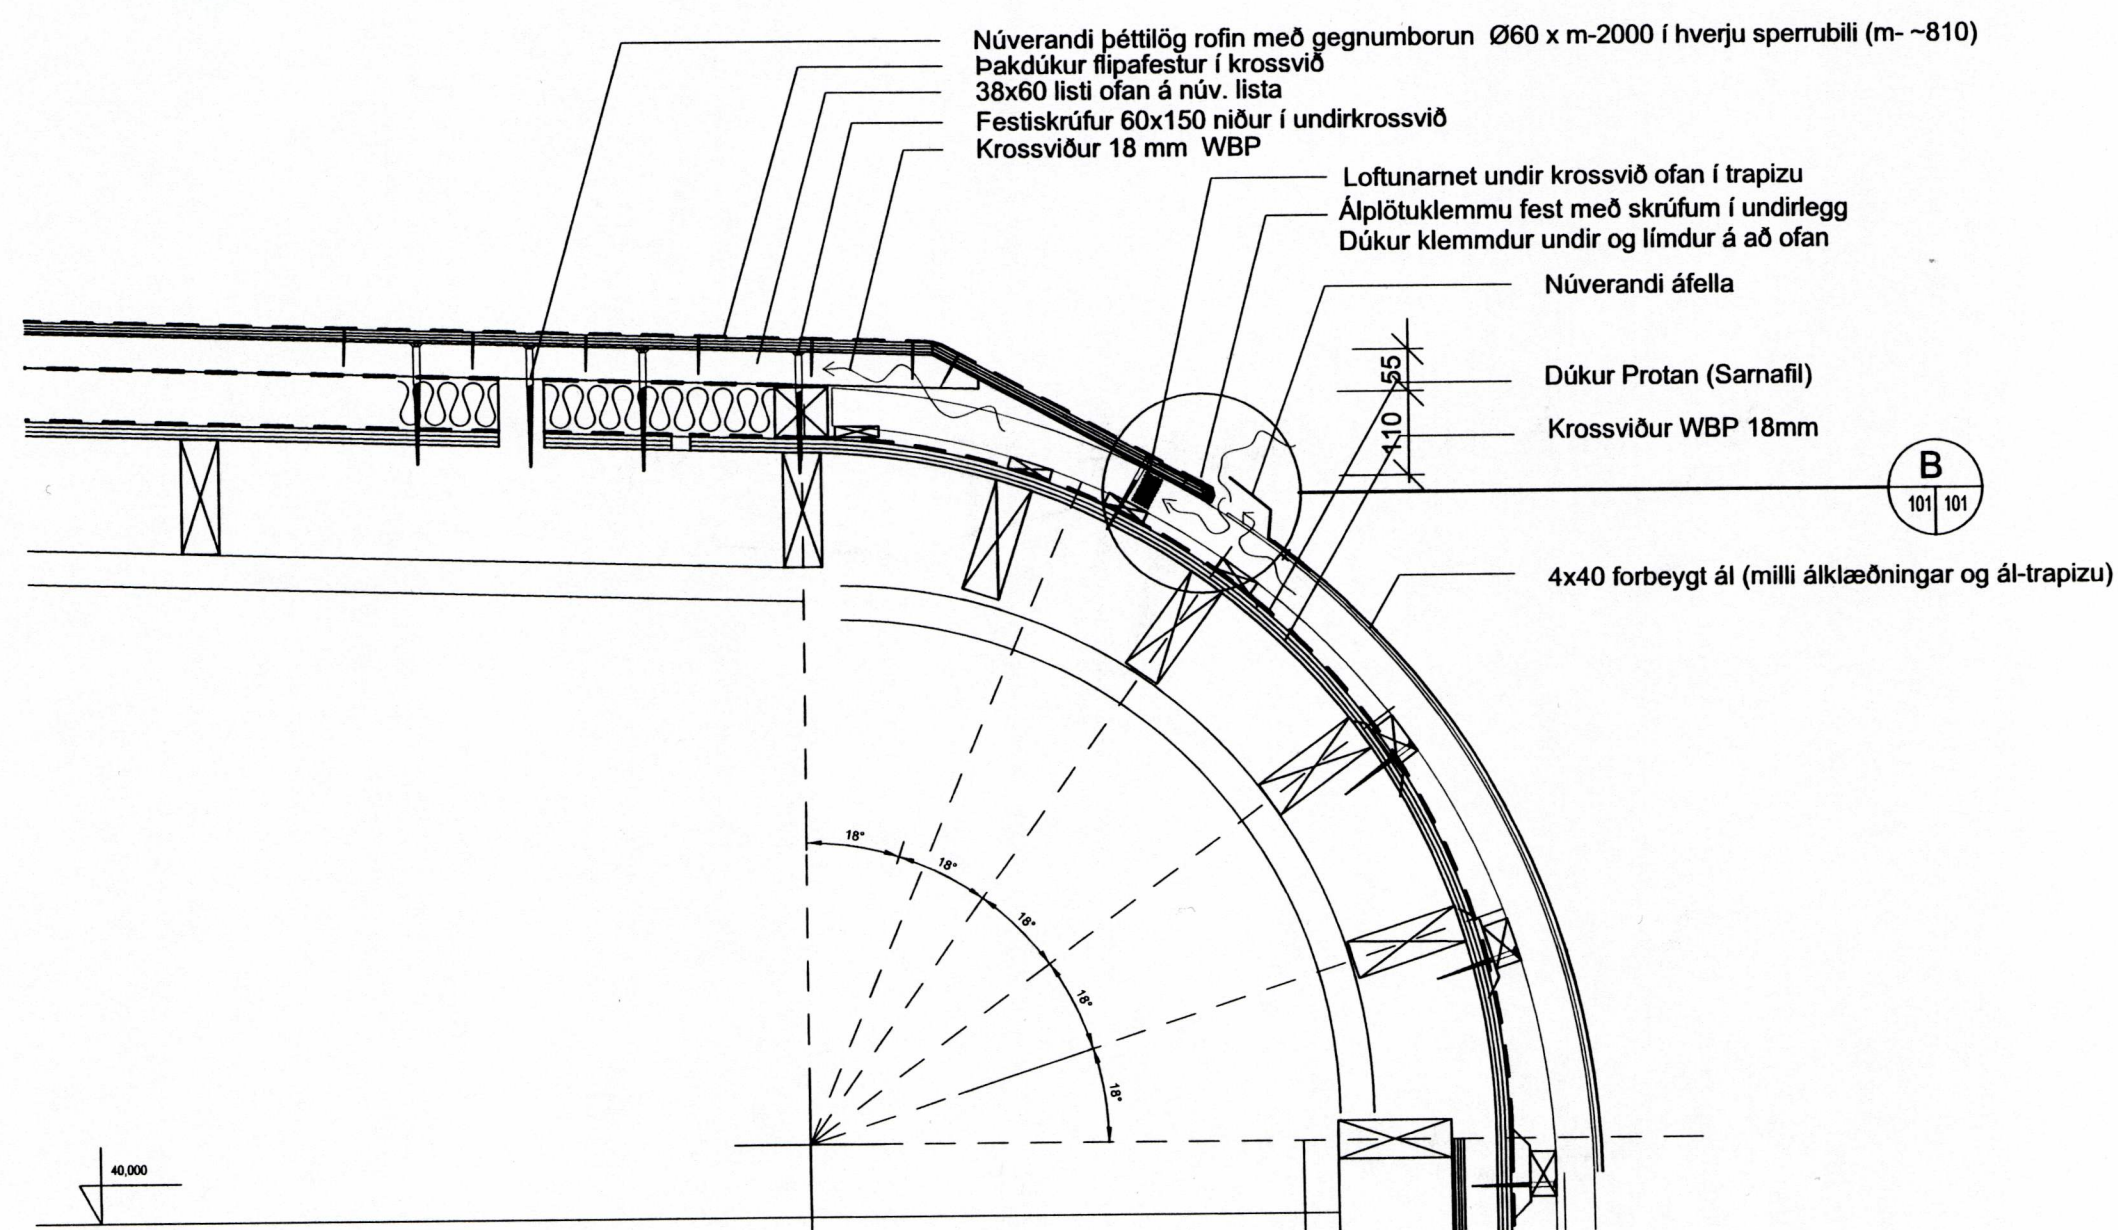 Núverandi þéttilög rofin með gegnumborun Ø60 x m-2000 í hverju sperrubili (m- ~810)
Þakdúkur flipafestur í krossvið
38x60 listi ofan á núv. lista
Festiskrúfur 60x150 niður í undirkrossvið
Krossviður 18 mm WBP
Loftunarnet undir krossvið ofan í trapizu
Álplötuklemmu fest með skrúfum í undirlegg
Dúkur klemmdur undir og límdur á að ofan
Núverandi áfella
55
Dúkur Protan (Sarnafil)
110
Krossviður WBP 18mm
B
101 101
4x40 forbeygt ál (milli álklæðningar og ál-trapizu)
18°
18°
18°
18°
18°
40,000